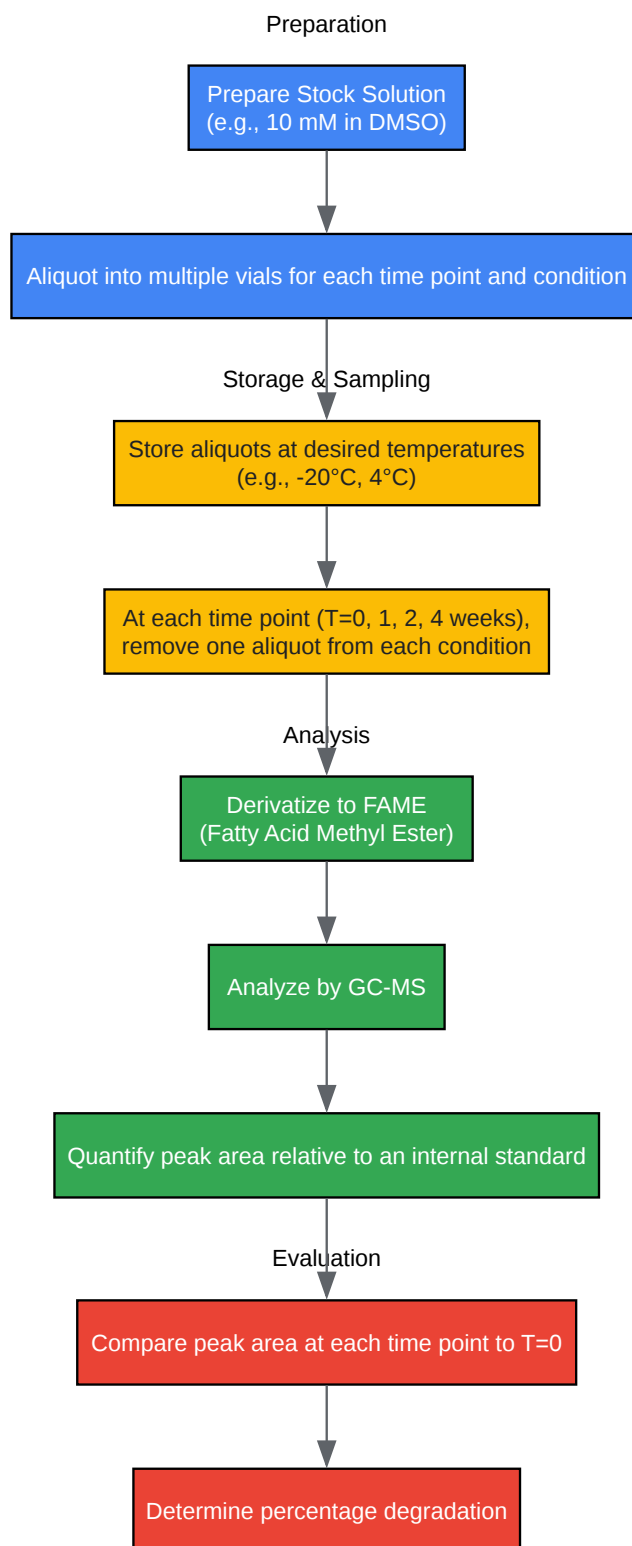 Preparation
Prepare Stock Solution
(e.g., 10 mM in DMSO)
Aliquot into multiple vials for each time point and condition
Storage & Sampling
Store aliquots at desired temperatures
(e.g., -20°C, 4°C)
At each time point (T=0, 1, 2, 4 weeks),
remove one aliquot from each condition
Analysis
Derivatize to FAME
(Fatty Acid Methyl Ester)
Analyze by GC-MS
Quantify peak area relative to an internal standard
Evaluation
Compare peak area at each time point to T=0
Determine percentage degradation